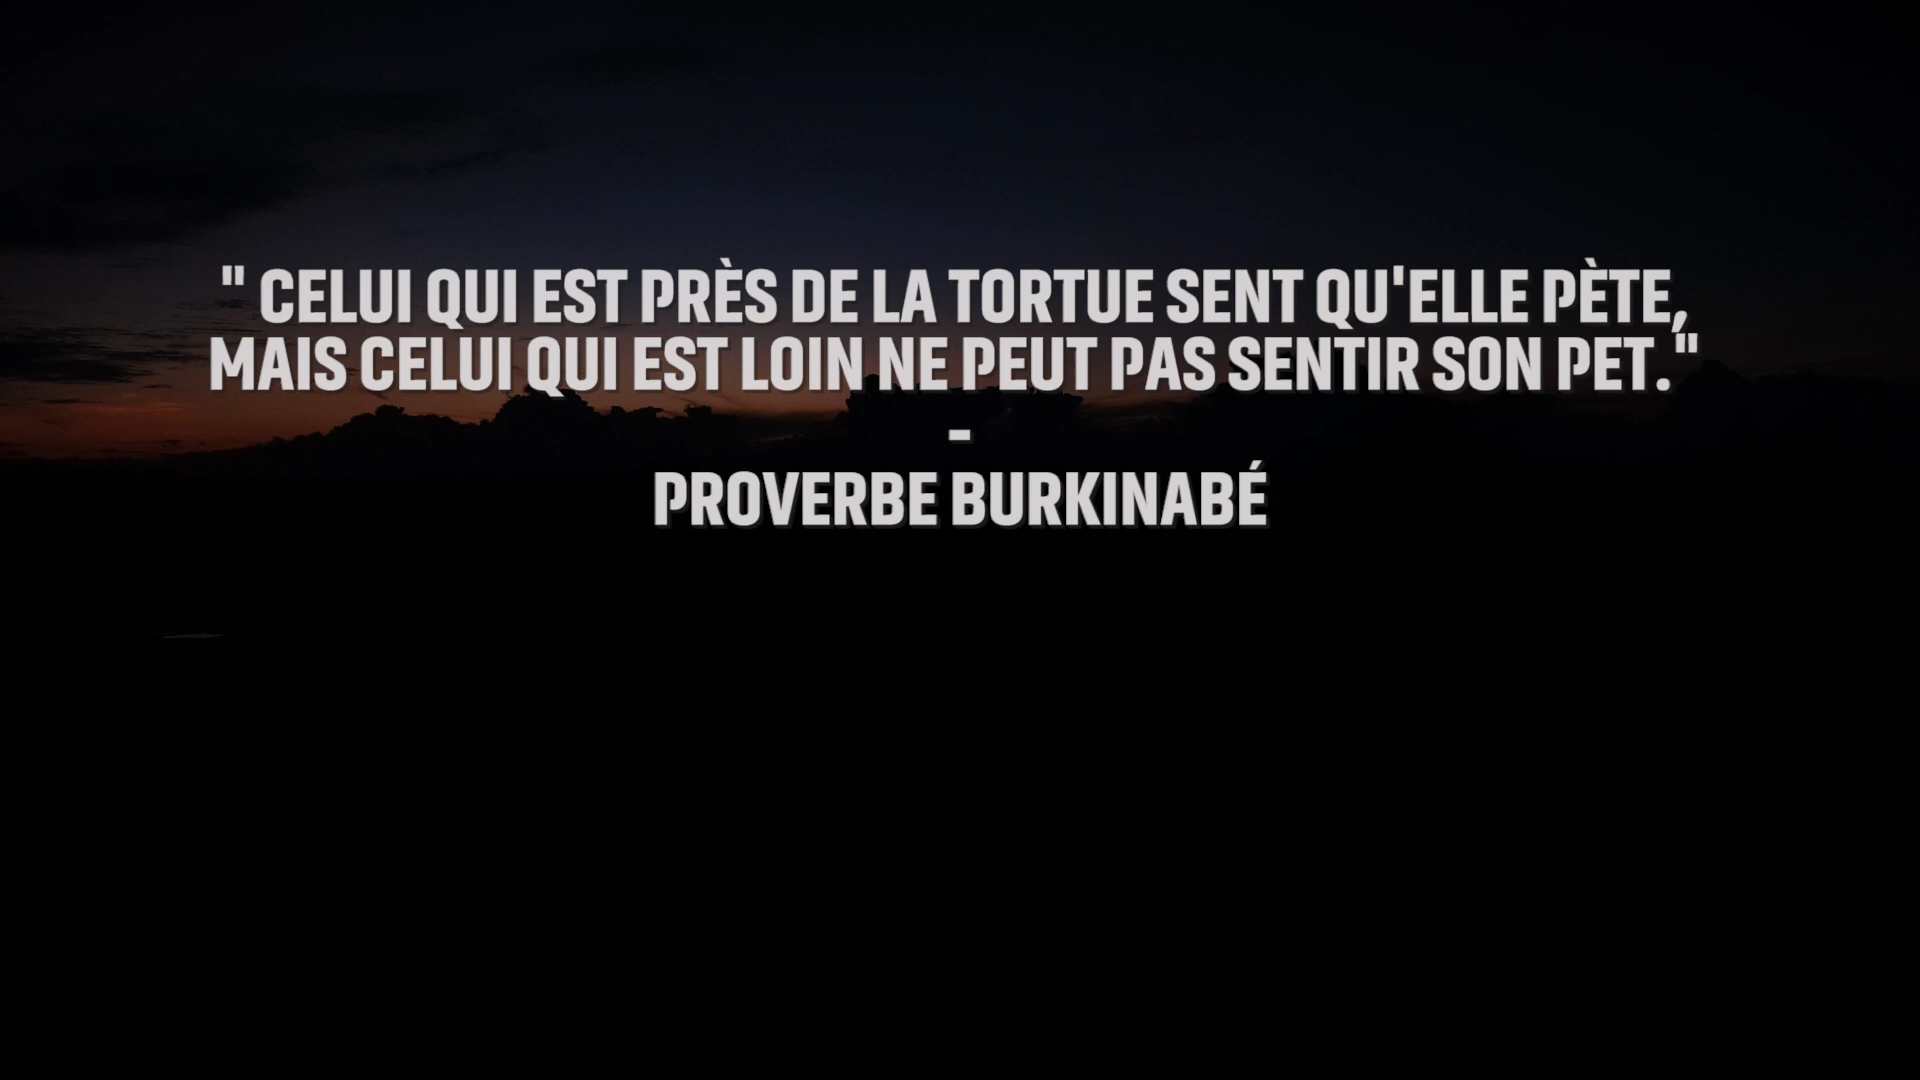 " CELUI QUI EST PRÈS DE LA TORTUE SENT QU'ELLE PÈTE,
MAIS CELUI QUI EST LOIN NE PEUT PAS SENTIR SON PET."
-
PROVERBE BURKINABÉ